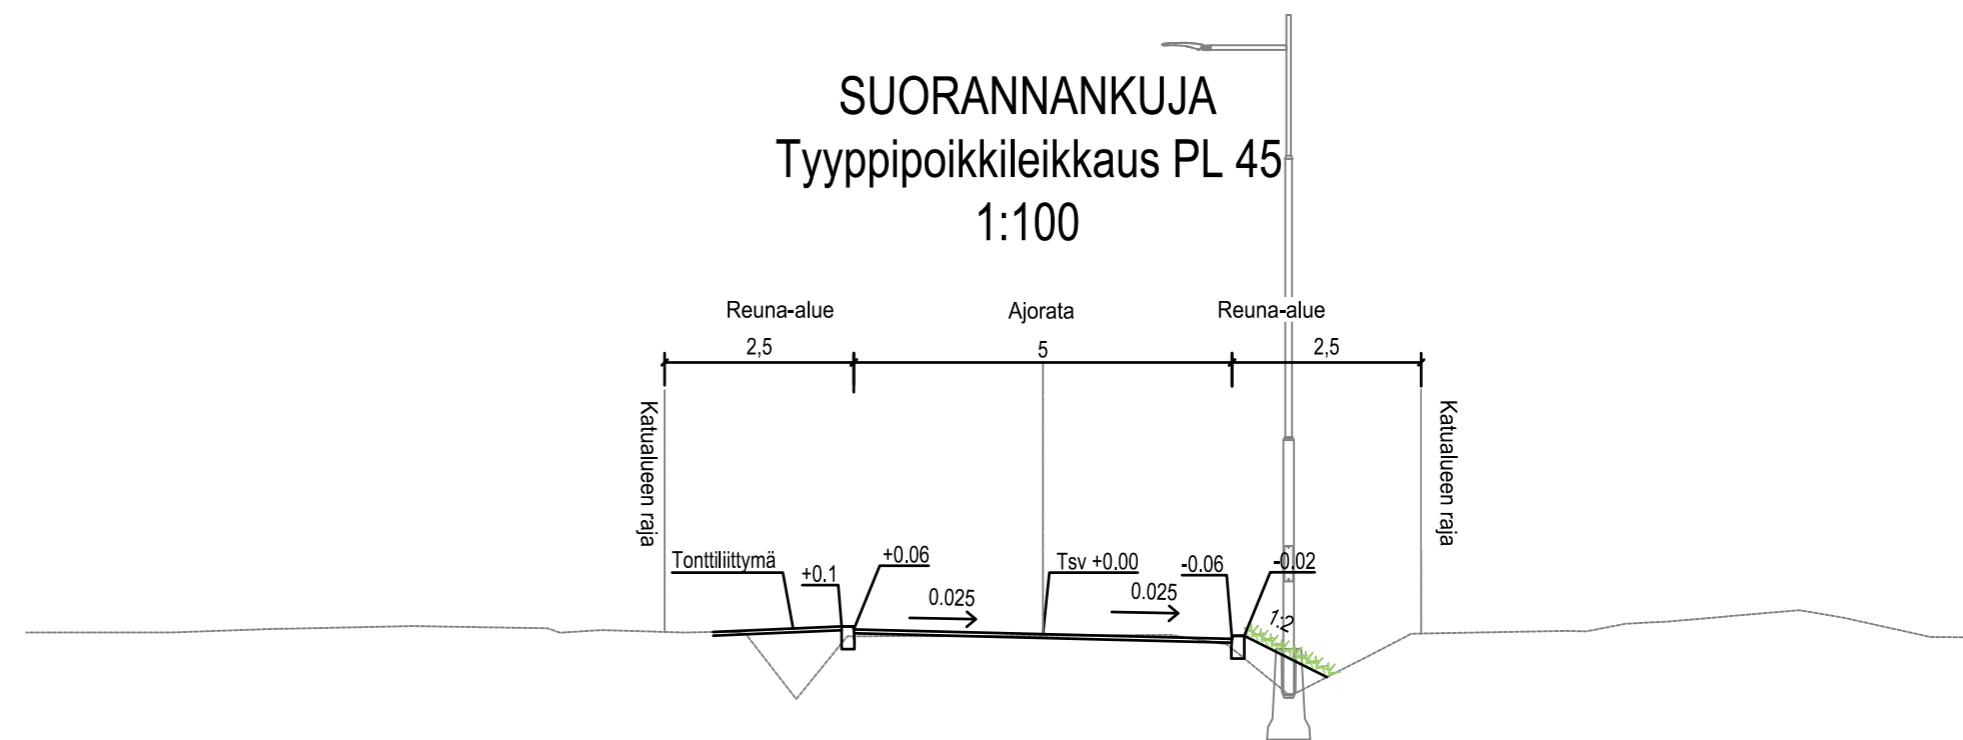 SUORANNANKUJA
Tyyppipoikkileikkaus PL 45
1:100
Reuna-alue
Ajorata
Reuna-alue
2,5
5
2,5
Katualueen raja
Katualueen raja
Tonttiliittymä
+0.1
+0.06
0.025
Tsv +0.00
0.025
-0.06
-0.02
1:2